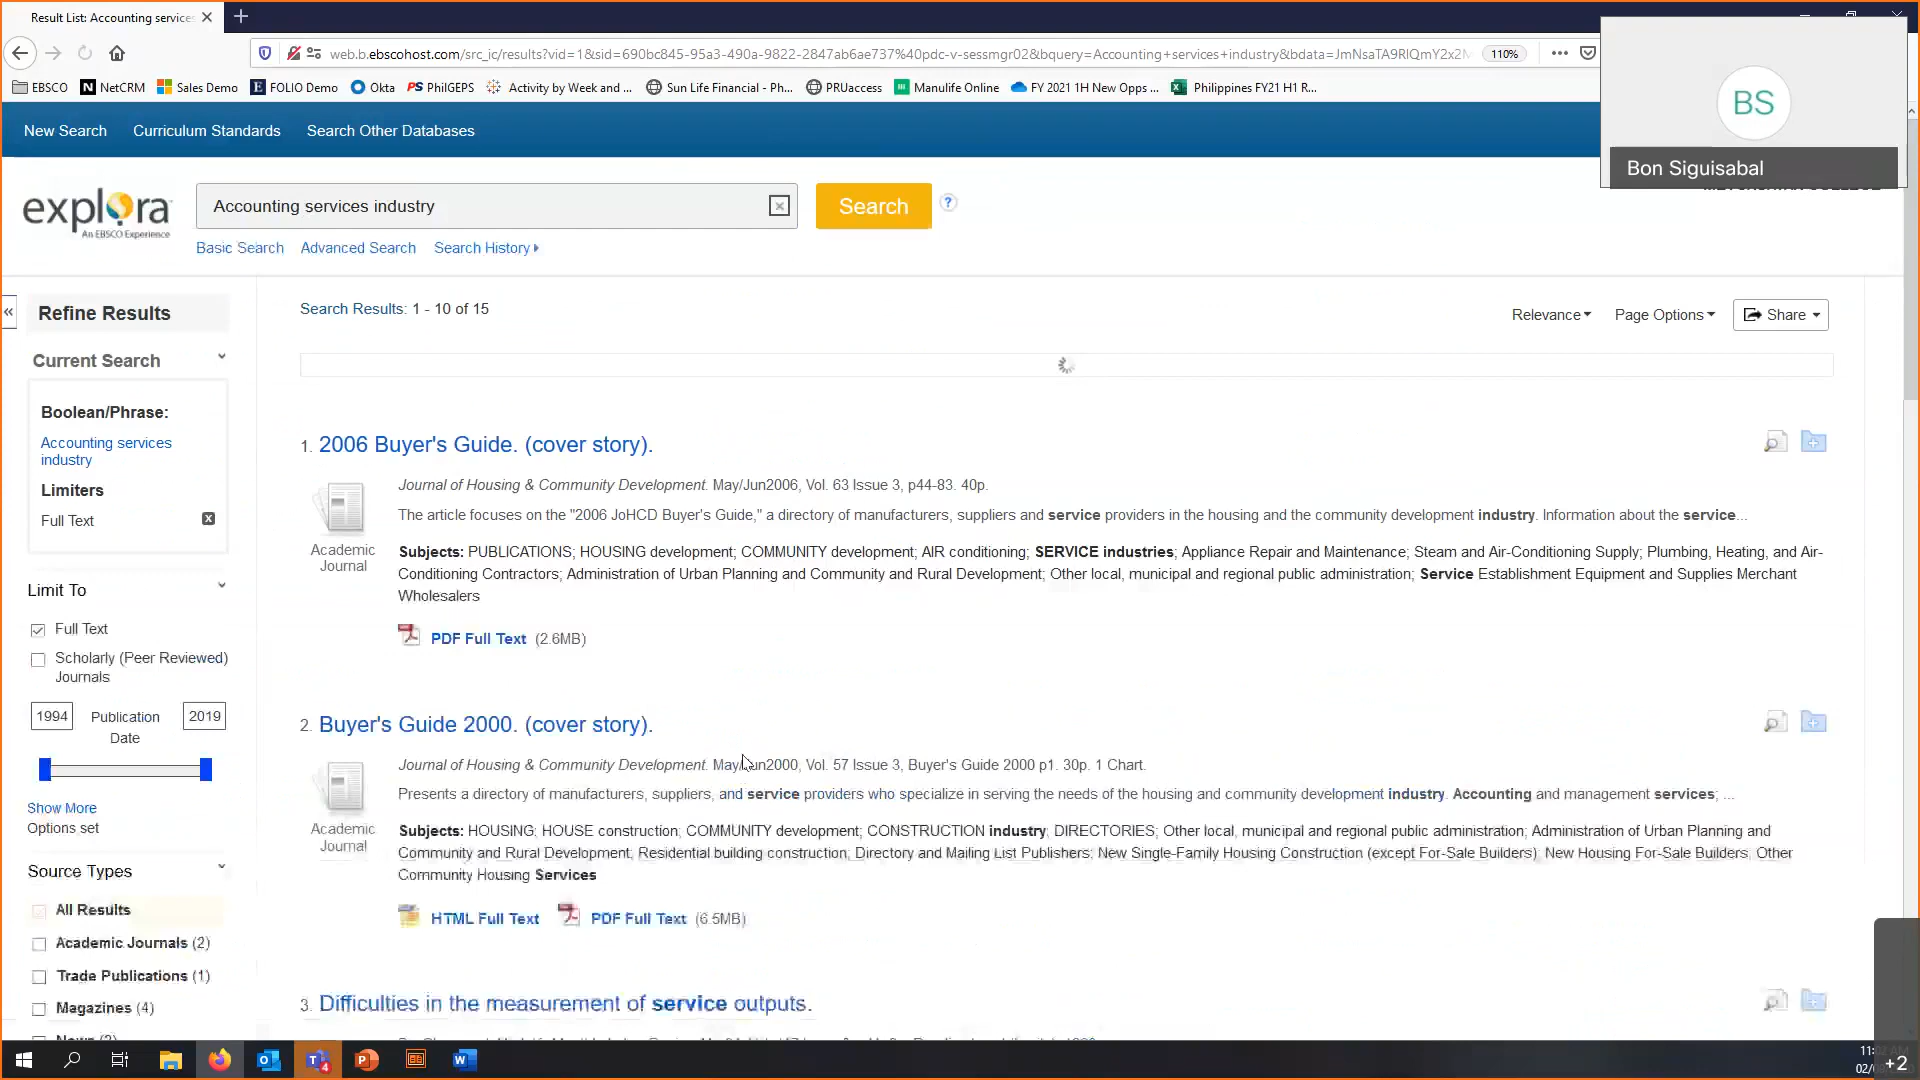 Result List: Accounting services
web.b.ebscohost.com/src_ic/results?vid=1&sid=690bc845-95a3-490a-9822-2847ab6ae737%40pdc-v-sessmgr02&bquery=Accounting+services+industry&bdata=JmNsaTA9RlQmY2x2M
110%
EBSCO NetCRM Sales Demo FOLIO Demo Okta PhilGEPS Activity by Week and ... Sun Life Financial - Ph... PRUaccess Manulife Online FY 2021 1H New Opps ... Philippines FY21 H1 R...
BS
Bon Siguisabal
New Search Curriculum Standards Search Other Databases
explora
An EBSCO Experience
Accounting services industry
Search
?
Basic Search Advanced Search Search History
Refine Results
Current Search
Boolean/Phrase:
Accounting services
industry
Limiters
Full Text
Limit To
Full Text
Scholarly (Peer Reviewed)
Journals
1994 Publication 2019
Date
Show More
Options set
Source Types
All Results
Academic Journals (2)
Trade Publications (1)
Magazines (4)
Search Results: 1 - 10 of 15
Relevance Page Options Share
1. 2006 Buyer's Guide. (cover story).
Journal of Housing & Community Development. May/Jun2006, Vol. 63 Issue 3, p44-83. 40p.
The article focuses on the "2006 JoHCD Buyer's Guide," a directory of manufacturers, suppliers and service providers in the housing and the community development industry. Information about the service...
Academic
Journal
Subjects: PUBLICATIONS; HOUSING development; COMMUNITY development; AIR conditioning; SERVICE industries; Appliance Repair and Maintenance; Steam and Air-Conditioning Supply; Plumbing, Heating, and Air-
Conditioning Contractors; Administration of Urban Planning and Community and Rural Development; Other local, municipal and regional public administration; Service Establishment Equipment and Supplies Merchant
Wholesalers
PDF Full Text (2.6MB)
2. Buyer's Guide 2000. (cover story).
Journal of Housing & Community Development. May/Jun2000, Vol. 57 Issue 3, Buyer's Guide 2000 p1. 30p. 1 Chart.
Presents a directory of manufacturers, suppliers, and service providers who specialize in serving the needs of the housing and community development industry. Accounting and management services; ...
Academic
Journal
Subjects: HOUSING; HOUSE construction; COMMUNITY development; CONSTRUCTION industry; DIRECTORIES; Other local, municipal and regional public administration; Administration of Urban Planning and
Community and Rural Development; Residential building construction; Directory and Mailing List Publishers; New Single-Family Housing Construction (except For-Sale Builders); New Housing For-Sale Builders; Other
Community Housing Services
HTML Full Text PDF Full Text (6.5MB)
3. Difficulties in the measurement of service outputs.
+2